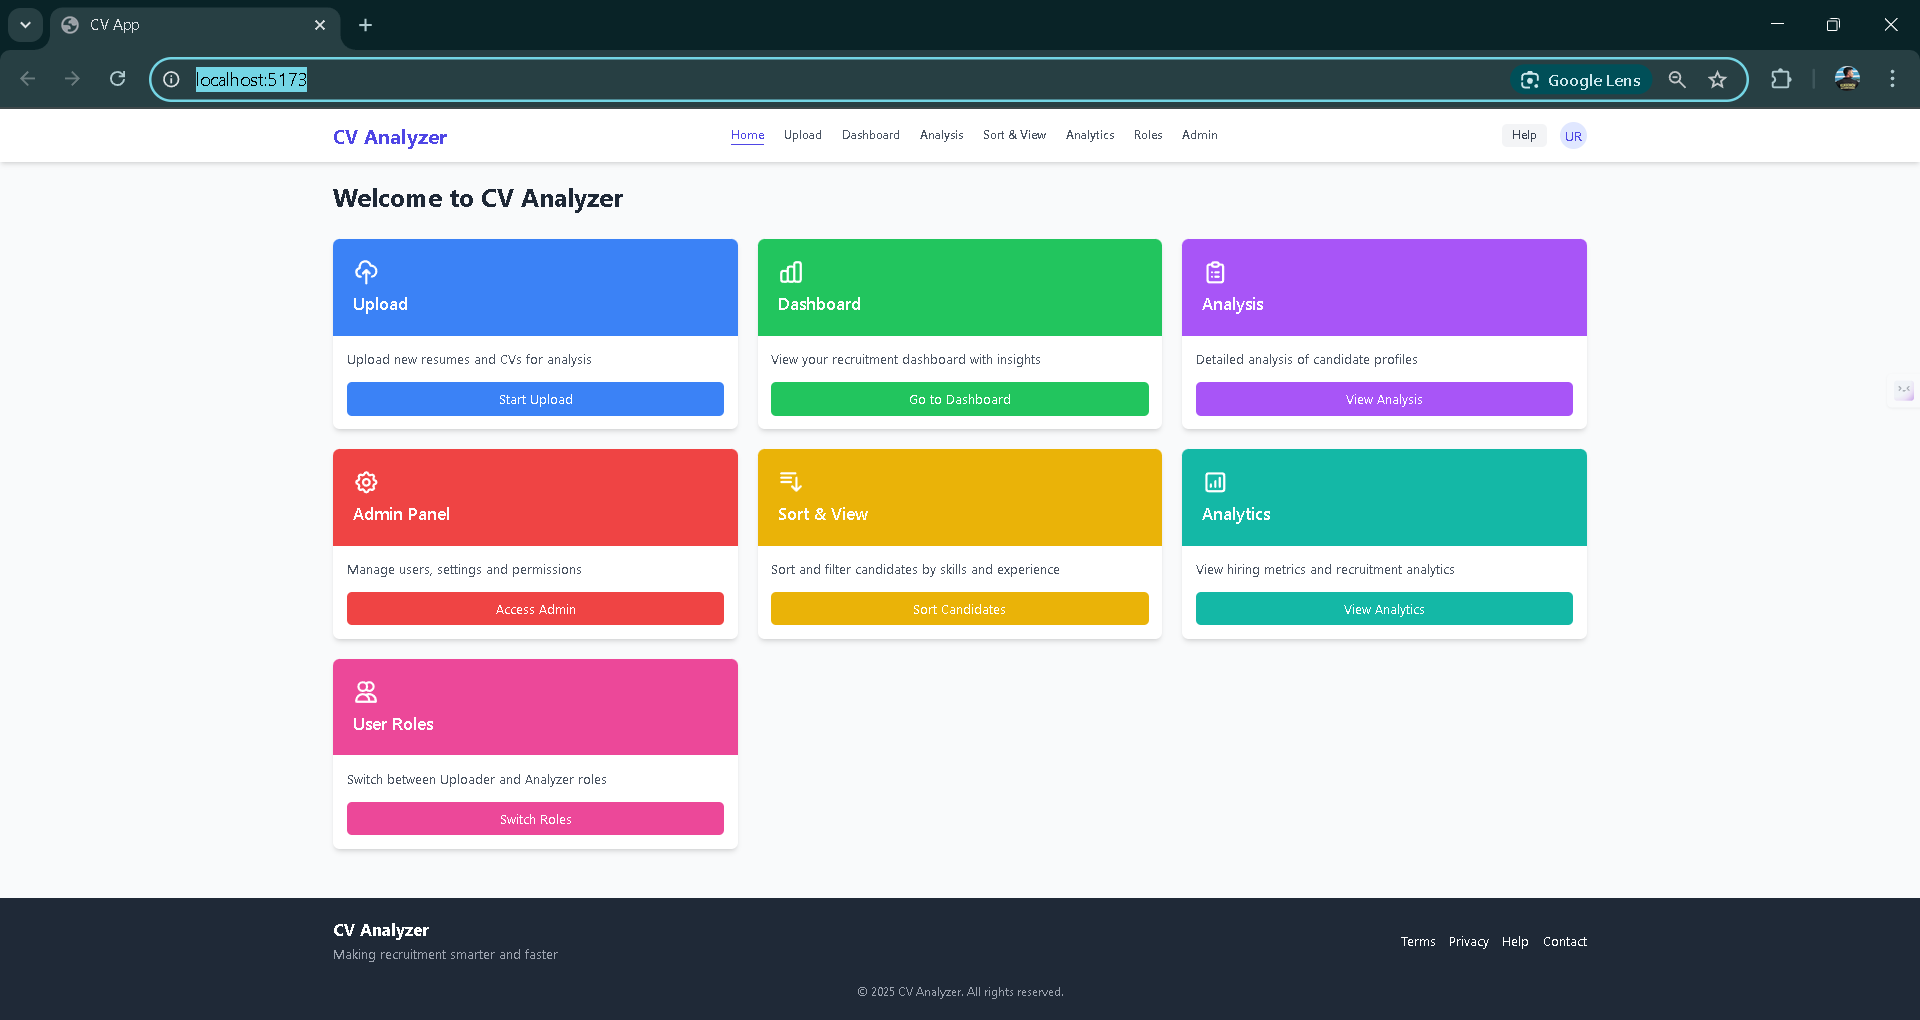 CV App
localhost:5173
Google Lens
CV Analyzer
Home Upload Dashboard Analysis Sort & View Analytics Roles Admin
Help UR
Welcome to CV Analyzer
Upload
Upload new resumes and CVs for analysis
Start Upload
Dashboard
View your recruitment dashboard with insights
Go to Dashboard
Analysis
Detailed analysis of candidate profiles
View Analysis
Admin Panel
Manage users, settings and permissions
Access Admin
Sort & View
Sort and filter candidates by skills and experience
Sort Candidates
Analytics
View hiring metrics and recruitment analytics
View Analytics
User Roles
Switch between Uploader and Analyzer roles
Switch Roles
CV Analyzer
Making recruitment smarter and faster
Terms Privacy Help Contact
© 2025 CV Analyzer. All rights reserved.